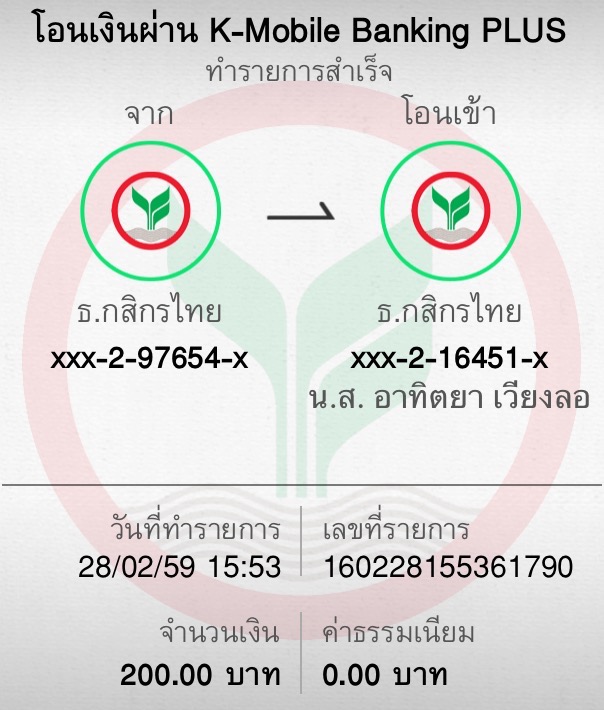 โอนเงินผ่าน K-Mobile Banking PLUS
ทำรายการสำเร็จ
จาก
โอนเข้า
ธ.กสิกรไทย
ธ.กสิกรไทย
xxx-2-97654-x
xxx-2-16451-x
น.ส. อาทิตยา เวียงลอ
วันที่ทำรายการ
เลขที่รายการ
28/02/59 15:53
160228155361790
จำนวนเงิน
ค่าธรรมเนียม
200.00 บาท
0.00 บาท